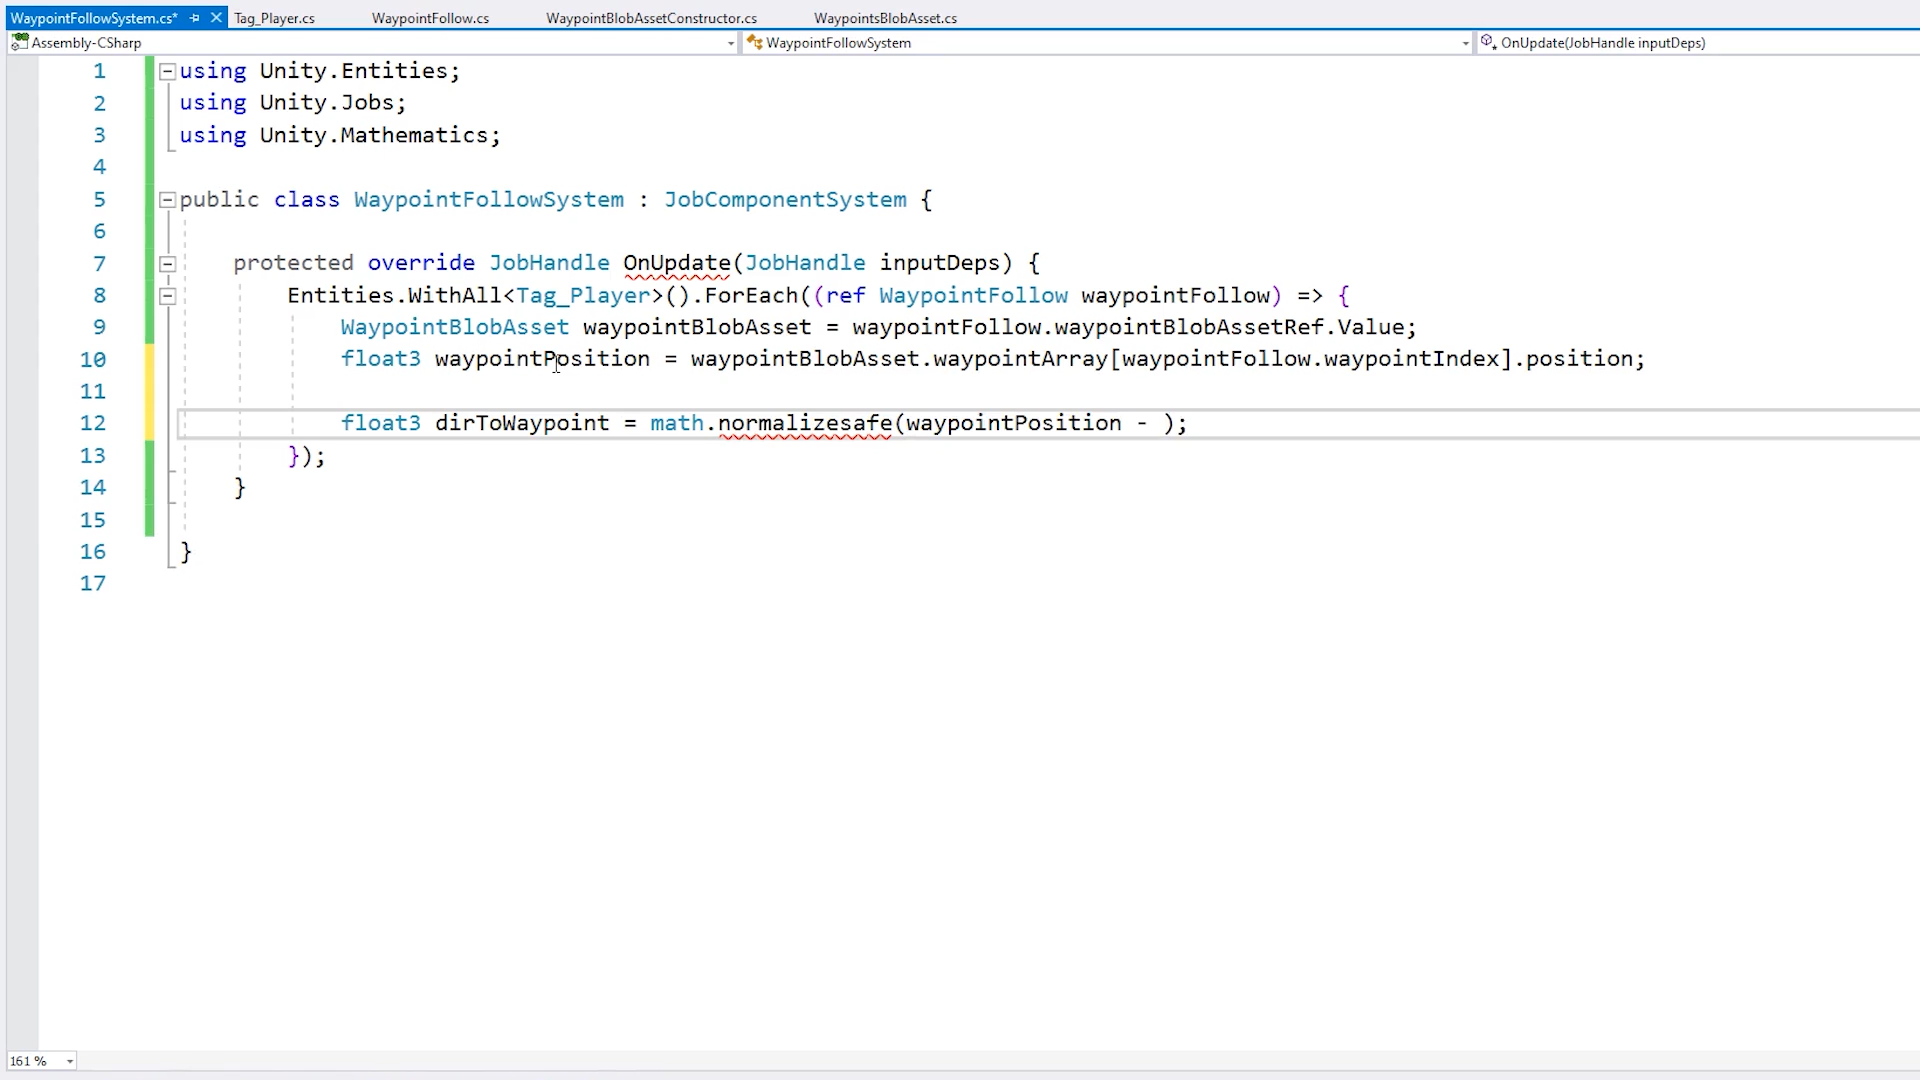 WaypointFollowSystem.cs* Tag_Player.cs WaypointFollow.cs WaypointBlobAssetConstructor.cs WaypointsBlobAsset.cs
Assembly-CSharp WaypointFollowSystem OnUpdate(JobHandle inputDeps)
1 using Unity.Entities;
2 using Unity.Jobs;
3 using Unity.Mathematics;
4
5 public class WaypointFollowSystem : JobComponentSystem {
6
7 protected override JobHandle OnUpdate(JobHandle inputDeps) {
8 Entities.WithAll<Tag_Player>().ForEach((ref WaypointFollow waypointFollow) => {
9 WaypointBlobAsset waypointBlobAsset = waypointFollow.waypointBlobAssetRef.Value;
10 float3 waypointPosition = waypointBlobAsset.waypointArray[waypointFollow.waypointIndex].position;
11
12 float3 dirToWaypoint = math.normalizesafe(waypointPosition - );
13 });
14 }
15
16 }
17
161 %